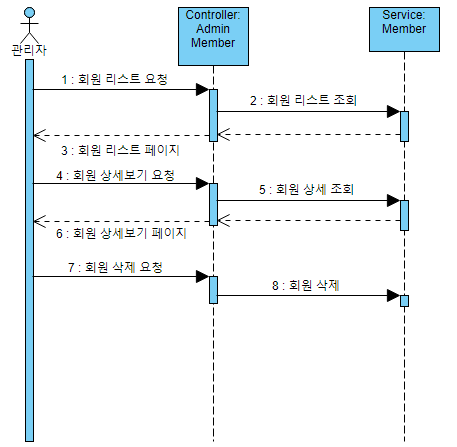 Controller:
Admin
Member
Service:
Member
관리자
1 : 회원 리스트 요청
2 : 회원 리스트 조회
3 : 회원 리스트 페이지
4 : 회원 상세보기 요청
5 : 회원 상세 조회
6 : 회원 상세보기 페이지
7 : 회원 삭제 요청
8 : 회원 삭제